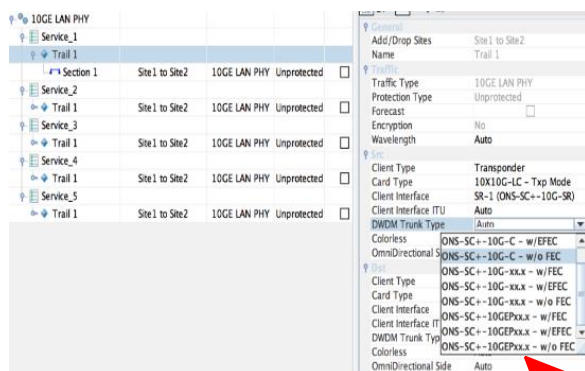 10GE LAN PHY
Service_1
Trail 1
Section 1 Site1 to Site2 10GE LAN PHY Unprotected
Service_2
Trail 1 Site1 to Site2 10GE LAN PHY Unprotected
Service_3
Trail 1 Site1 to Site2 10GE LAN PHY Unprotected
Service_4
Trail 1 Site1 to Site2 10GE LAN PHY Unprotected
Service_5
Trail 1 Site1 to Site2 10GE LAN PHY Unprotected
General
Add/Drop Sites Site1 to Site2
Name Trail 1
Traffic
Traffic Type 10GE LAN PHY
Protection Type Unprotected
Forecast
Encryption No
Wavelength Auto
Src
Client Type Transponder
Card Type 10X10G-LC - Txp Mode
Client Interface SR-1 (ONS-SC+-10G-SR)
Client Interface ITU Auto
DWDM Trunk Type Auto
Colorless ONS-SC+-10G-C - w/EFEC
OmniDirectional S ONS-SC+-10G-C - w/o FEC
Dst ONS-SC+-10G-xx.x - w/FEC
Client Type ONS-SC+-10G-xx.x - w/EFEC
Card Type ONS-SC+-10G-xx.x - w/o FEC
Client Interface ONS-SC+-10GEPxx.x - w/FEC
Client Interface IT ONS-SC+-10GEPxx.x - w/EFEC
DWDM Trunk Typ ONS-SC+-10GEPxx.x - w/o FEC
Colorless
OmniDirectional Side Auto